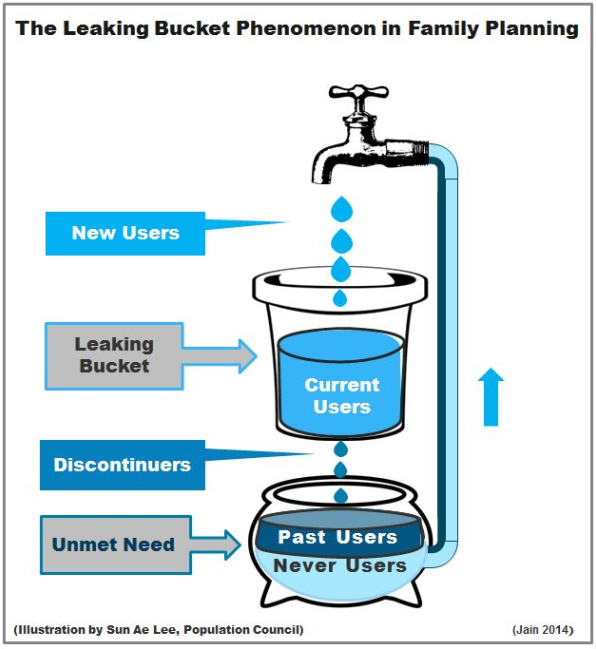 The Leaking Bucket Phenomenon in Family Planning
New Users
Leaking
Bucket
Current
Users
Discontinuers
Unmet Need
Past Users
Never Users
(Illustration by Sun Ae Lee, Population Council)
(Jain 2014)